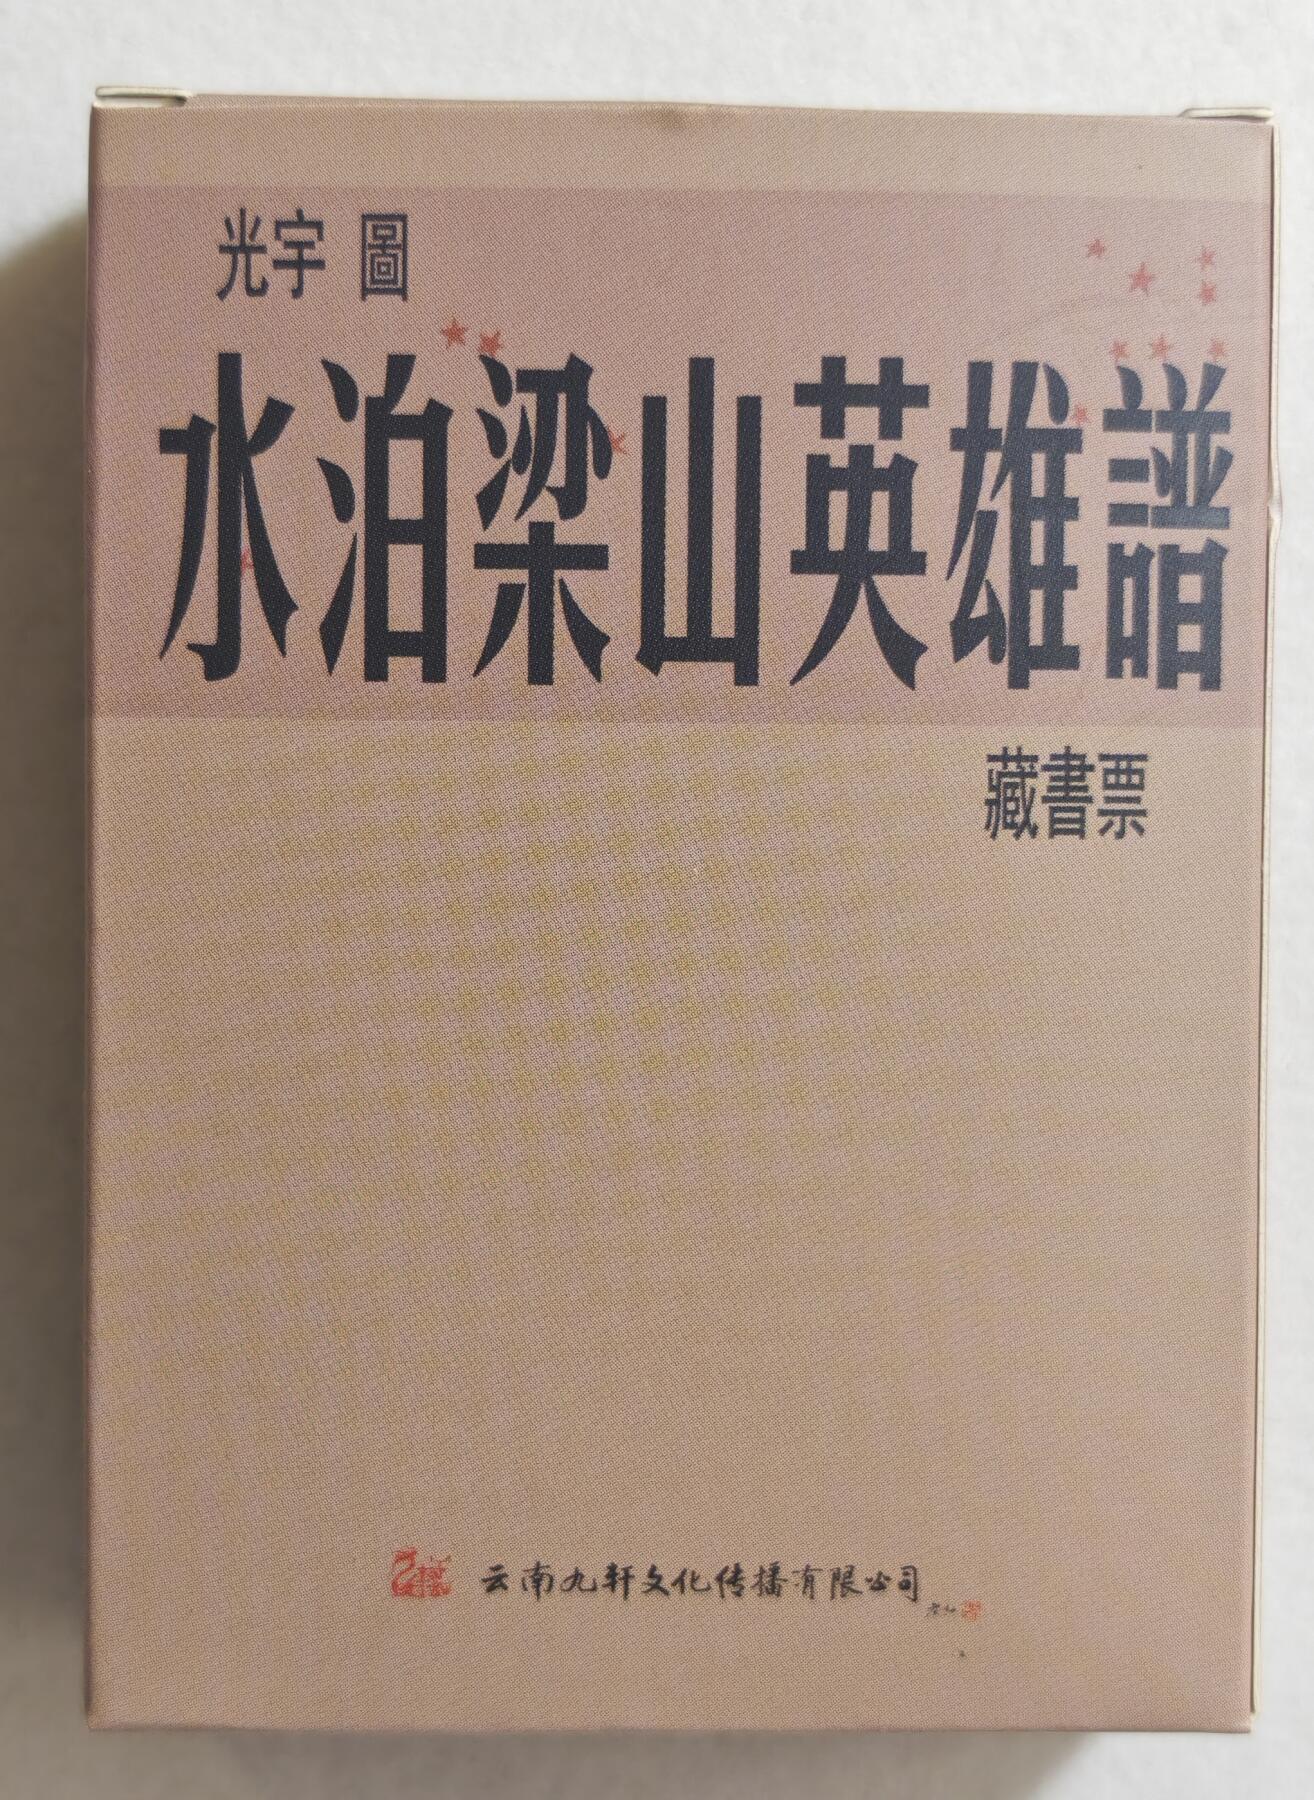 光宇 圖
水泊梁山英雄譜
藏書票
云南九轩文化传播有限公司